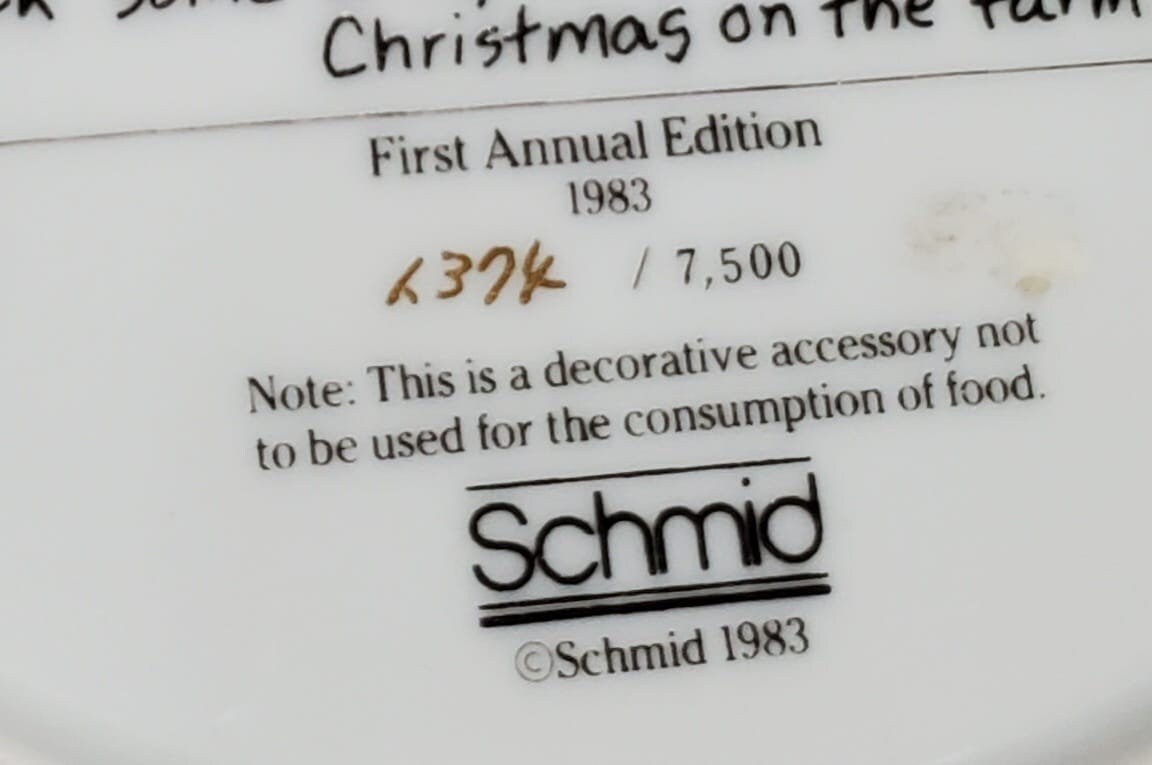 Christmas on the farm
First Annual Edition
1983
/ 7,500
Note: This is a decorative accessory not
to be used for the consumption of food.
Schmid
©Schmid 1983